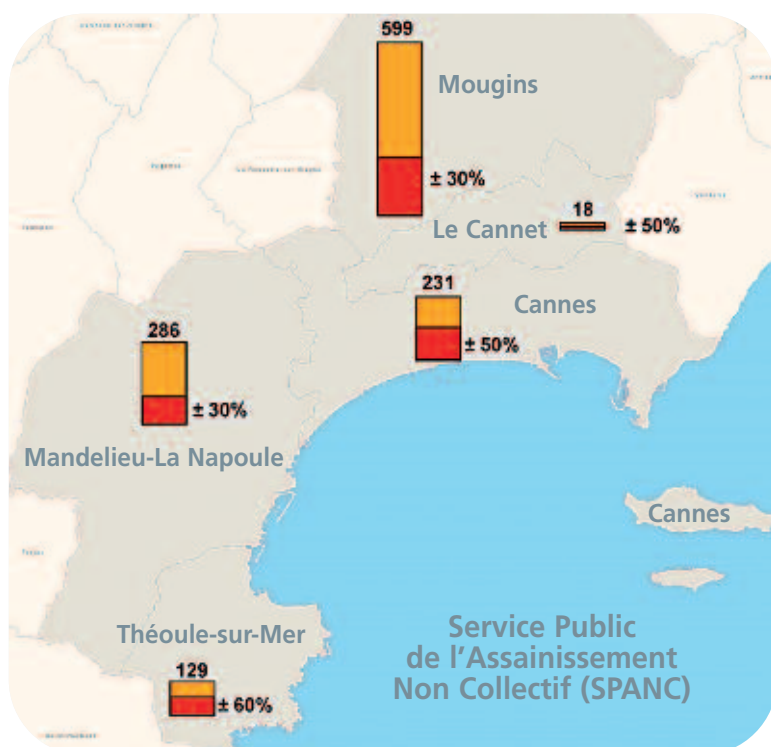 599
Mougins
± 30%
18
Le Cannet
± 50%
231
Cannes
± 50%
286
± 30%
Mandelieu-La Napoule
Cannes
Théoule-sur-Mer
129
± 60%
Service Public
de l'Assainissement
Non Collectif (SPANC)